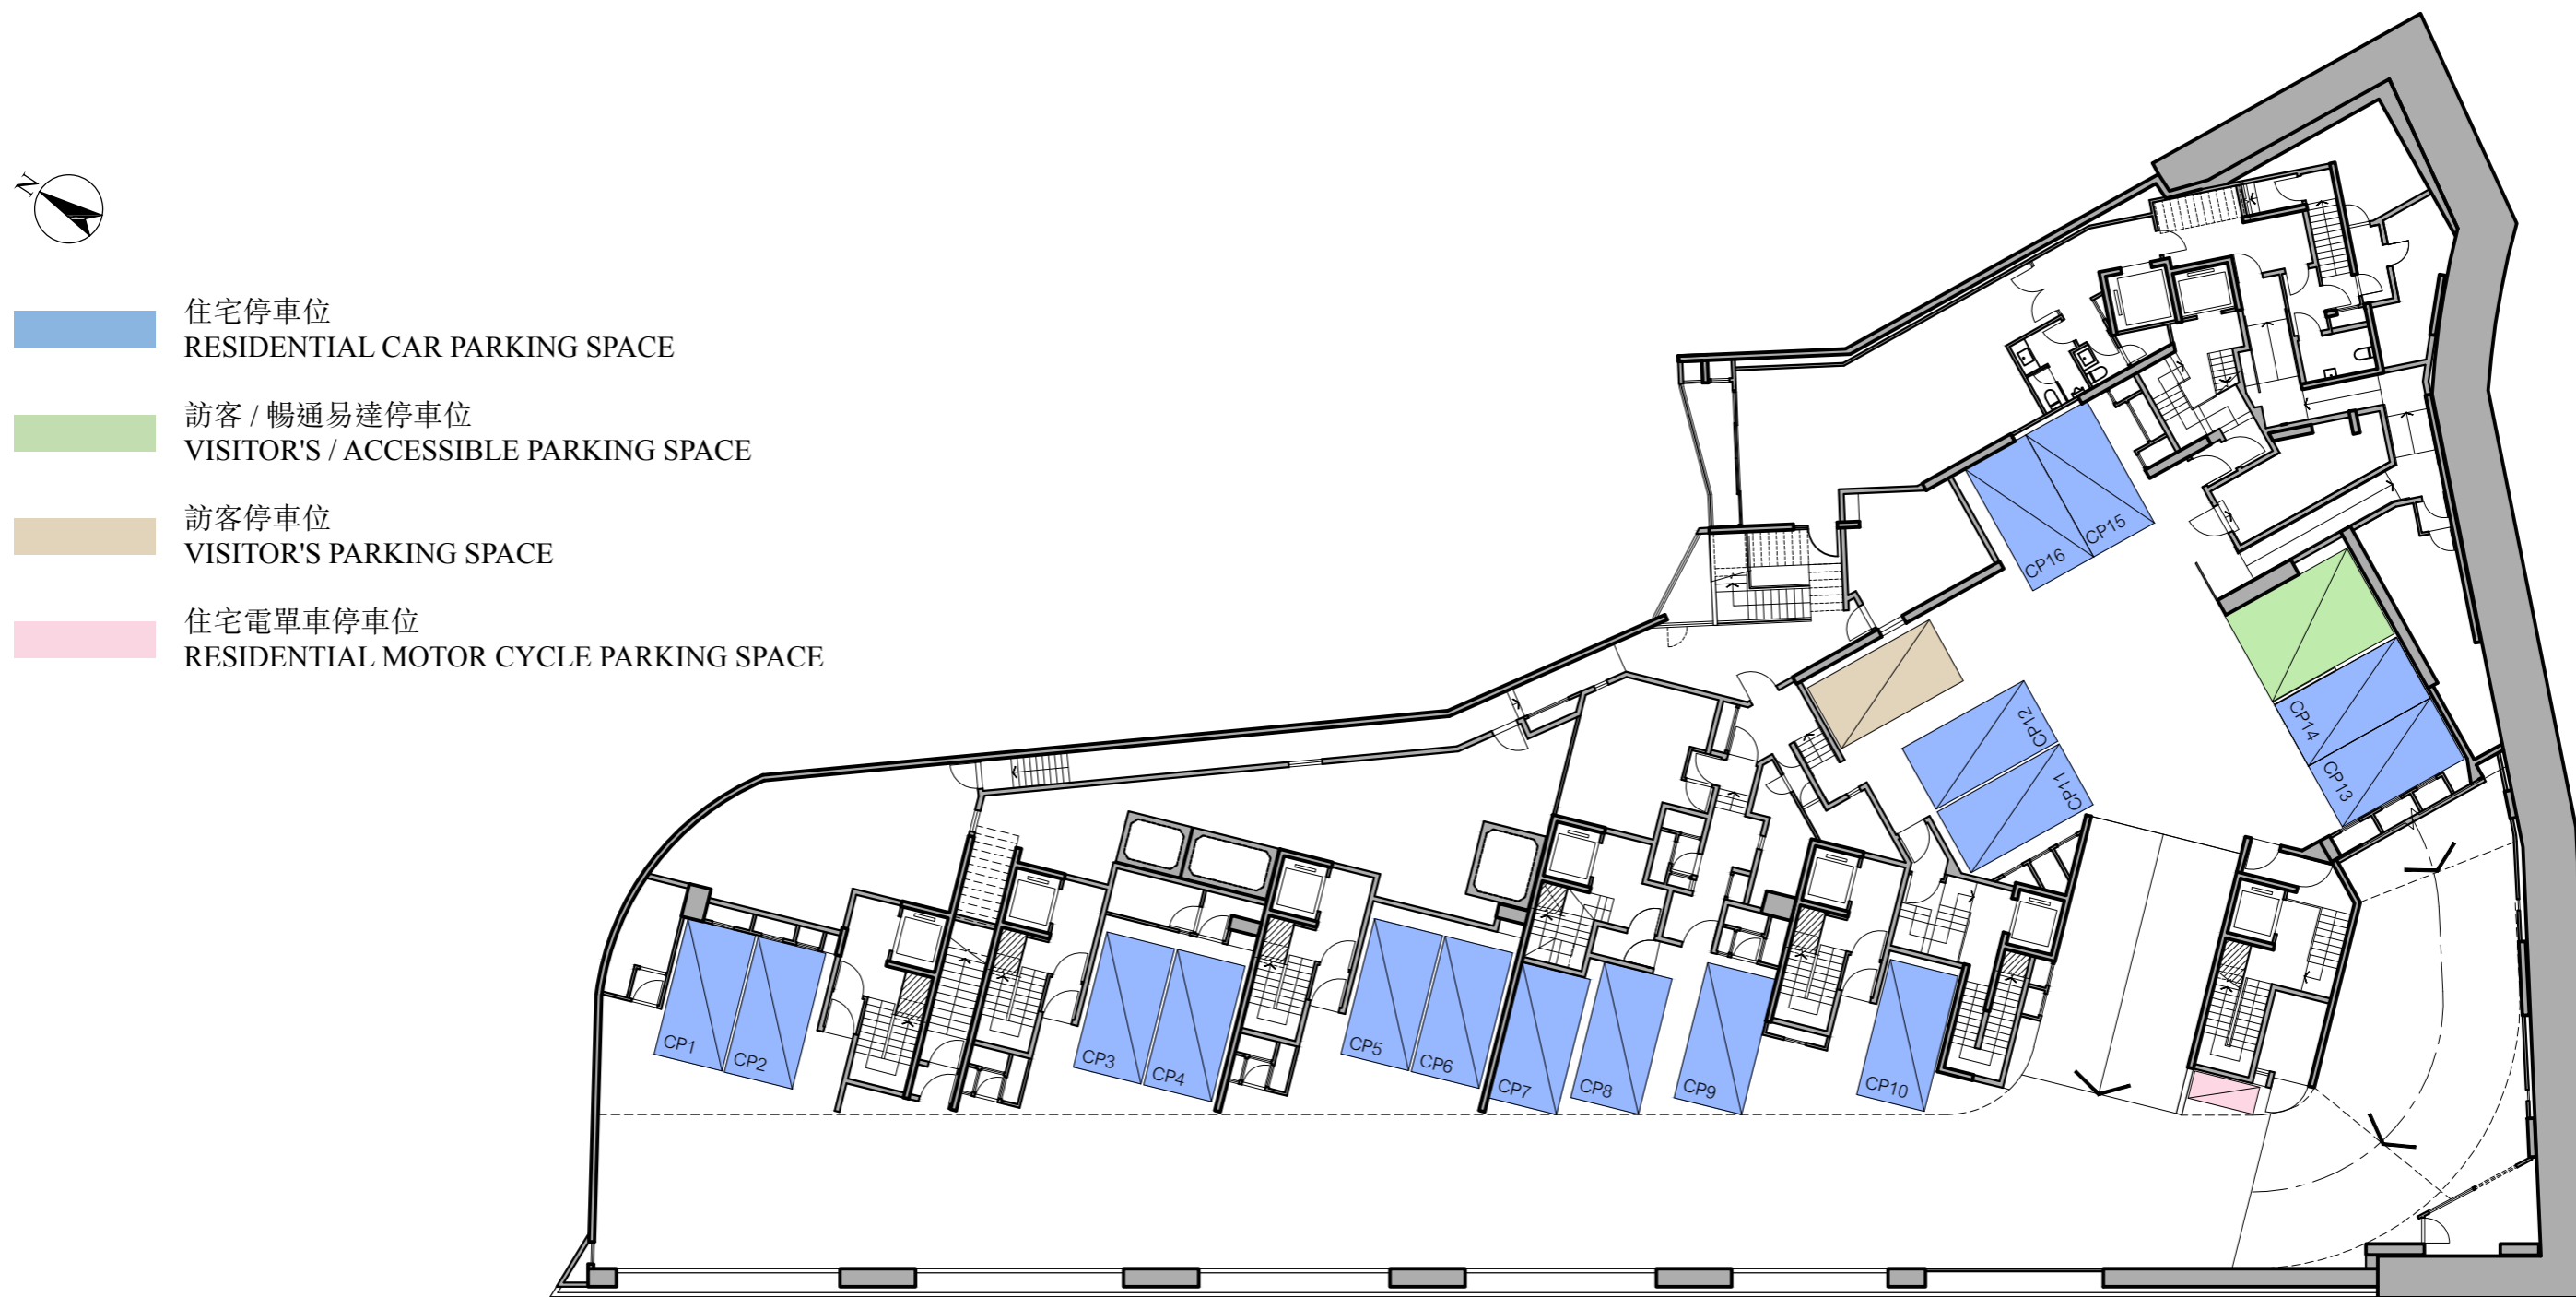 N
住宅停車位
RESIDENTIAL CAR PARKING SPACE
訪客 / 暢通易達停車位
VISITOR'S / ACCESSIBLE PARKING SPACE
訪客停車位
VISITOR'S PARKING SPACE
住宅電單車停車位
RESIDENTIAL MOTOR CYCLE PARKING SPACE
CP1
CP2
CP3
CP4
CP5
CP6
CP7
CP8
CP9
CP10
CP11
CP12
CP13
CP14
CP15
CP16